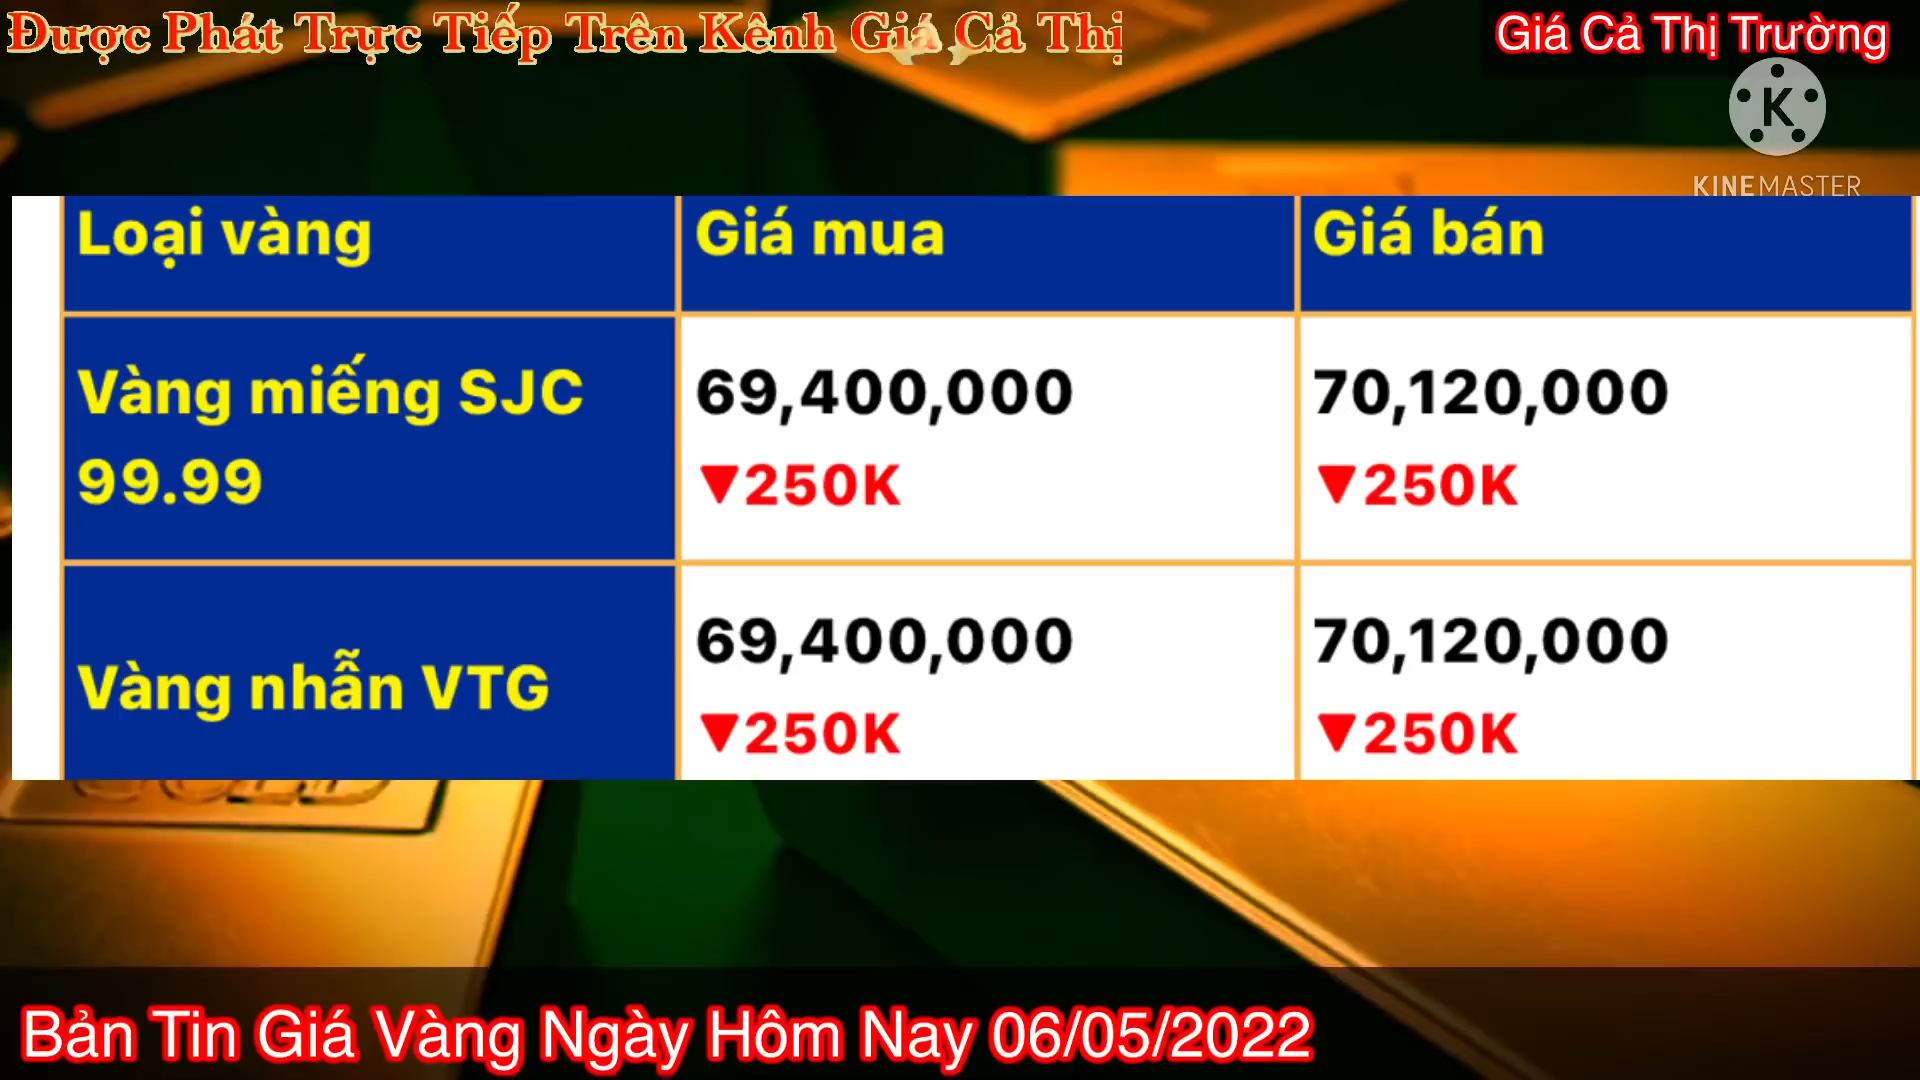 Được Phát Trực Tiếp Trên Kênh Giá Cả Thị
Giá Cả Thị Trường
K
KINEMASTER
Loại vàng Giá mua Giá bán
Vàng miếng SJC 69,400,000 70,120,000
99.99 ▼250K ▼250K
Vàng nhẫn VTG 69,400,000 70,120,000
▼250K ▼250K
GOLD
Bản Tin Giá Vàng Ngày Hôm Nay 06/05/2022